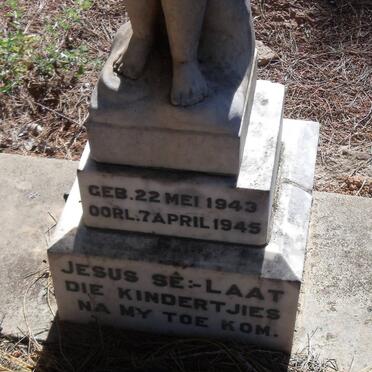 GEB. 22 MEI 1943
OORL. 7 APRIL 1945
JESUS SÊ:- LAAT
DIE KINDERTJIES
NA MY TOE KOM.